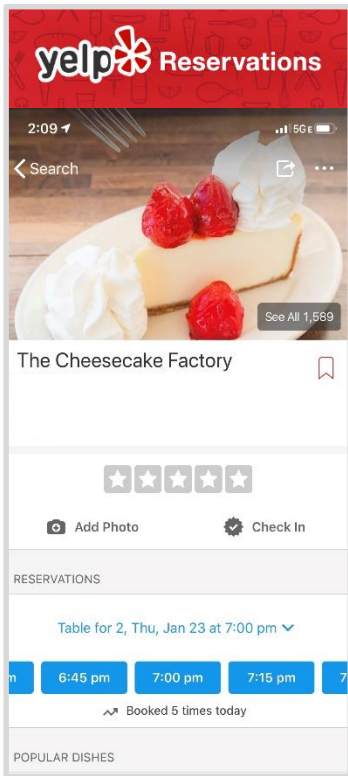 yelp Reservations
2:09 5GE
Search
See All 1,589
The Cheesecake Factory
Add Photo Check In
RESERVATIONS
Table for 2, Thu, Jan 23 at 7:00 pm
m 6:45 pm 7:00 pm 7:15 pm 7
Booked 5 times today
POPULAR DISHES